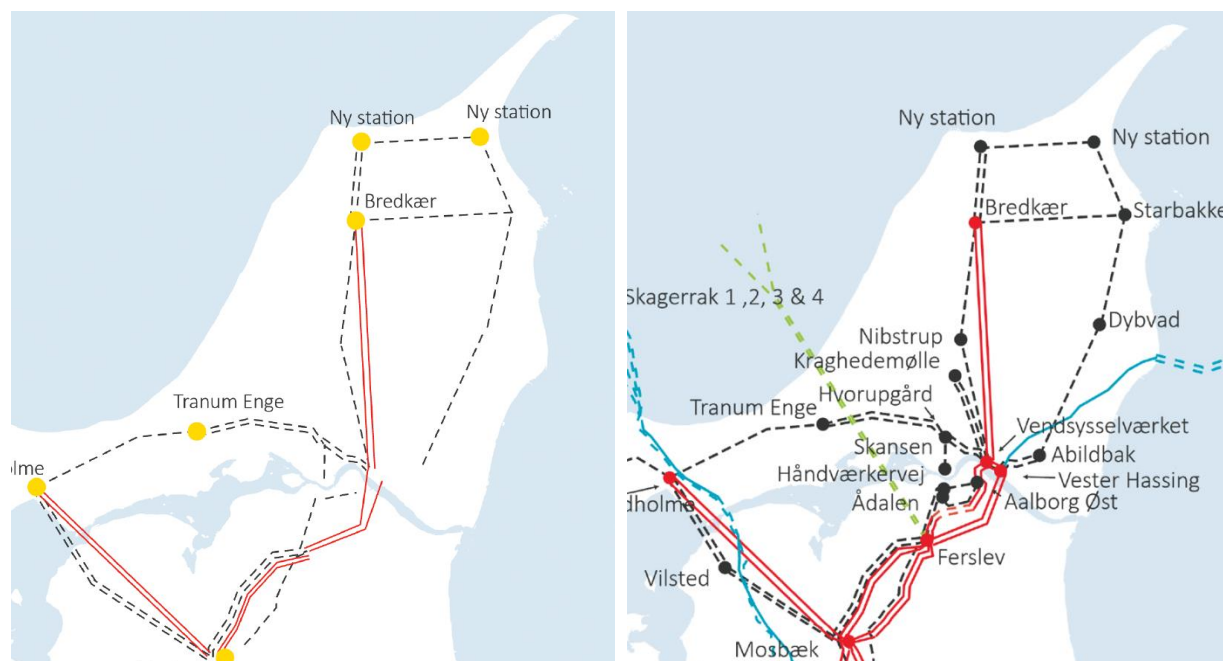 Ny station
Ny station
Bredkær
Tranum Enge
olme
Ny station
Ny station
Bredkær
Starbakke
Skagerrak 1 ,2, 3 & 4
Dybvad
Nibstrup
Kraghedemølle
Hvorupgård
Tranum Enge
Vendsysselværket
Skansen
Abildbak
Håndværkervej
Vester Hassing
dholme
Ådalen
Aalborg Øst
Ferslev
Vilsted
Mosbæk